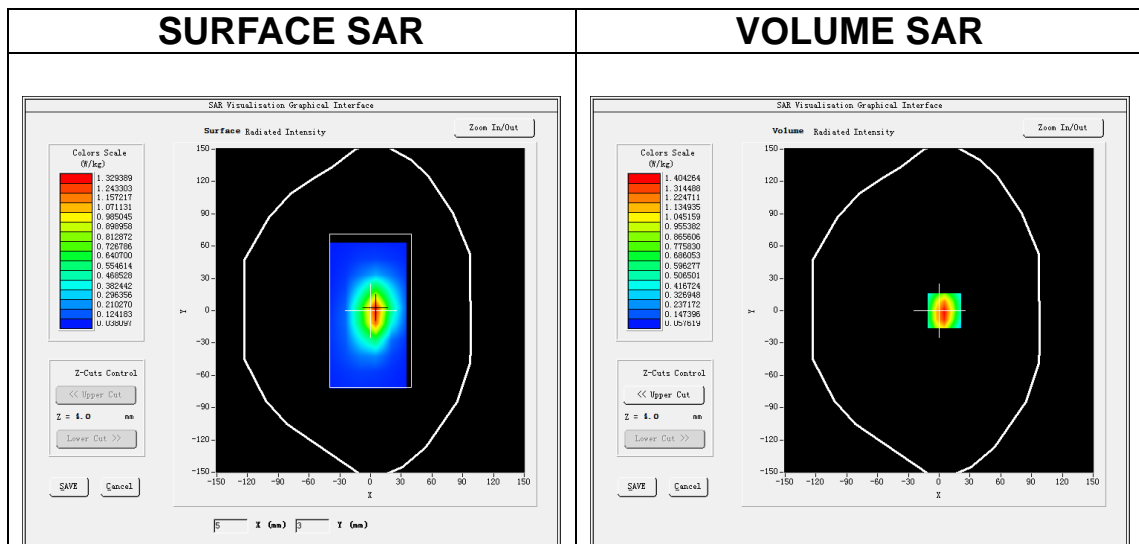 SURFACE SAR
VOLUME SAR
SAR Visualisation Graphical Interface
Surface Radiated Intensity
Zoom In/Out
Colors Scale
(W/kg)
1.329389
1.243303
1.157217
1.071131
0.985045
0.898958
0.812872
0.726786
0.640700
0.554614
0.468528
0.382442
0.296356
0.210270
0.124183
0.038097
150
120
90
60
30
0
-30
-60
-90
-120
-150
Y
-150 -120 -90 -60 -30 0 30 60 90 120 150
X
Z-Cuts Control
<< Upper Cut
Z = 4.0 mm
Lower Cut >>
SAVE Cancel
5 X (mm) 3 Y (mm)
SAR Visualisation Graphical Interface
Volume Radiated Intensity
Zoom In/Out
Colors Scale
(W/kg)
1.404264
1.314488
1.224711
1.134935
1.045159
0.955382
0.865606
0.775830
0.686053
0.596277
0.506501
0.416724
0.326948
0.237172
0.147396
0.057619
150
120
90
60
30
0
-30
-60
-90
-120
-150
Y
-150 -120 -90 -60 -30 0 30 60 90 120 150
X
Z-Cuts Control
<< Upper Cut
Z = 4.0 mm
Lower Cut >>
SAVE Cancel